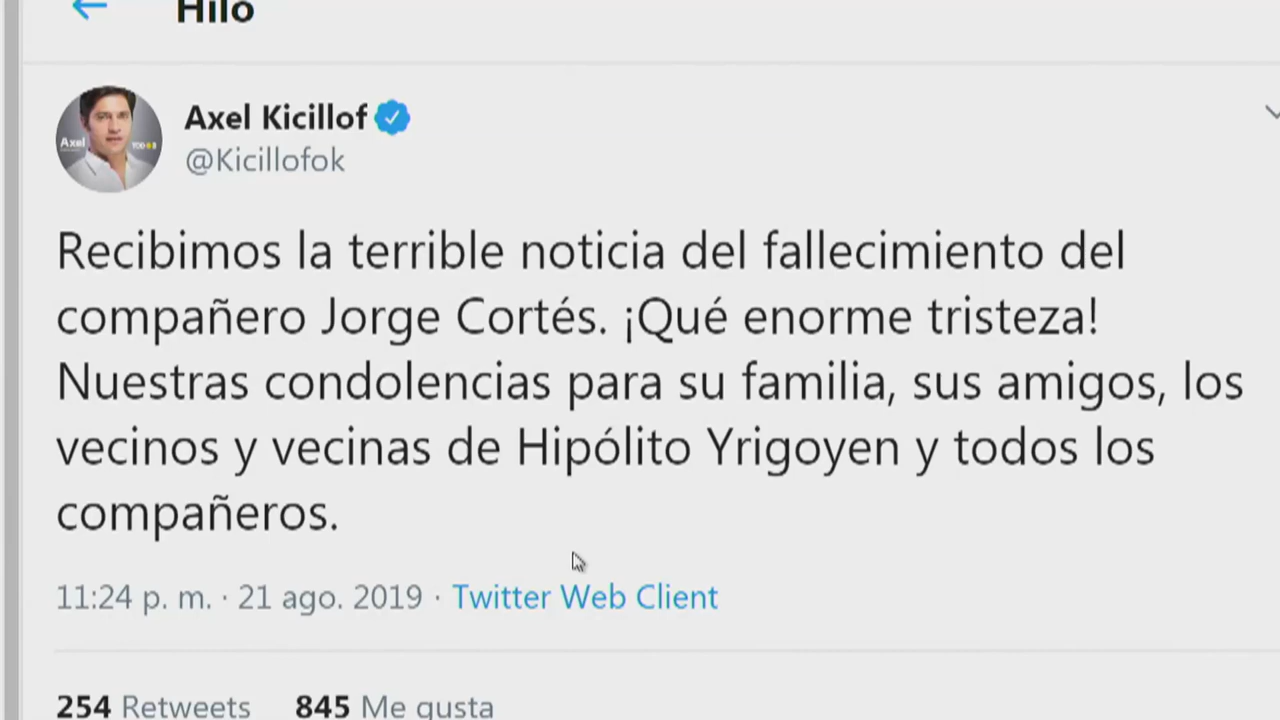 Hilo
Axel Kicillof
@Kicillofok
Axel
Recibimos la terrible noticia del fallecimiento del
compañero Jorge Cortés. ¡Qué enorme tristeza!
Nuestras condolencias para su familia, sus amigos, los
vecinos y vecinas de Hipólito Yrigoyen y todos los
compañeros.
11:24 p. m. · 21 ago. 2019 · Twitter Web Client
254 Retweets 845 Me gusta